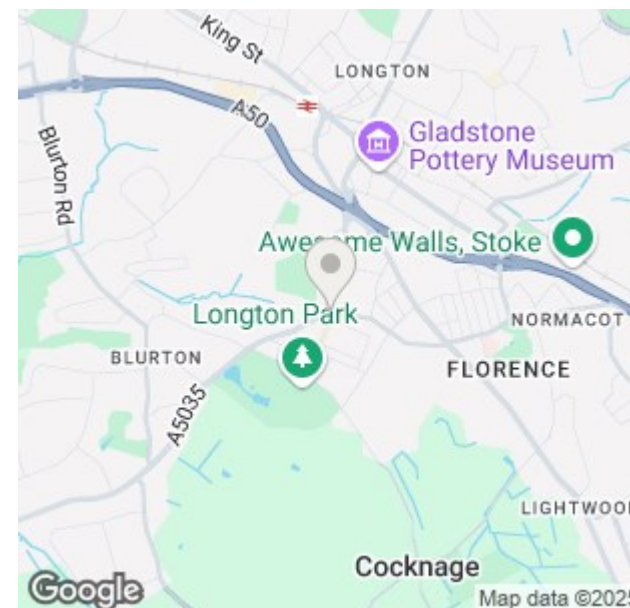 King St
LONGTON
A50
Gladstone
Pottery Museum
Blurton Rd
Awesome Walls, Stoke
Longton Park
NORMACOT
BLURTON
FLORENCE
A5035
LIGHTWOO
Cocknage
Google
Map data ©2025